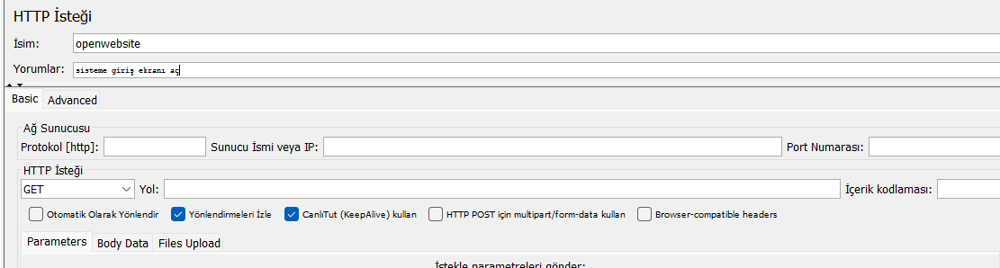 HTTP İsteği
İsim: openwebsite
Yorumlar: sisteme giriş ekranı aç
Basic Advanced
Ağ Sunucusu
Protokol [http]: Sunucu İsmi veya IP: Port Numarası:
HTTP İsteği
GET Yol: İçerik kodlaması:
Otomatik Olarak Yönlendir Yönlendirmeleri İzle CanlıTut (KeepAlive) kullan HTTP POST için multipart/form-data kullan Browser-compatible headers
Parameters Body Data Files Upload
İstekle parametreleri gönder: